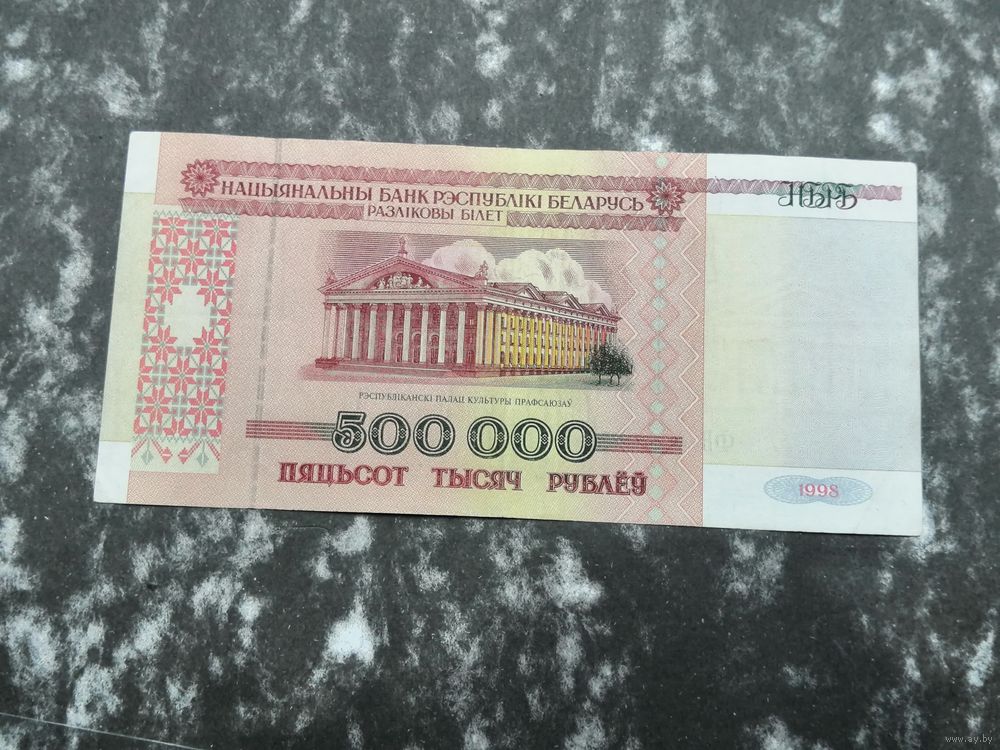 НАЦЫЯНАЛЬНЫ БАНК РЭСПУБЛІКІ БЕЛАРУСЬ
РАЗЛІКОВЫ БІЛЕТ
НБРБ
РЭСПУБЛІКАНСКІ ПАЛАЦ КУЛЬТУРЫ ПРАФСАЮЗАЎ
500 000
ПЯЦЬСОТ ТЫСЯЧ РУБЛЁЎ
1998
www.ay.by